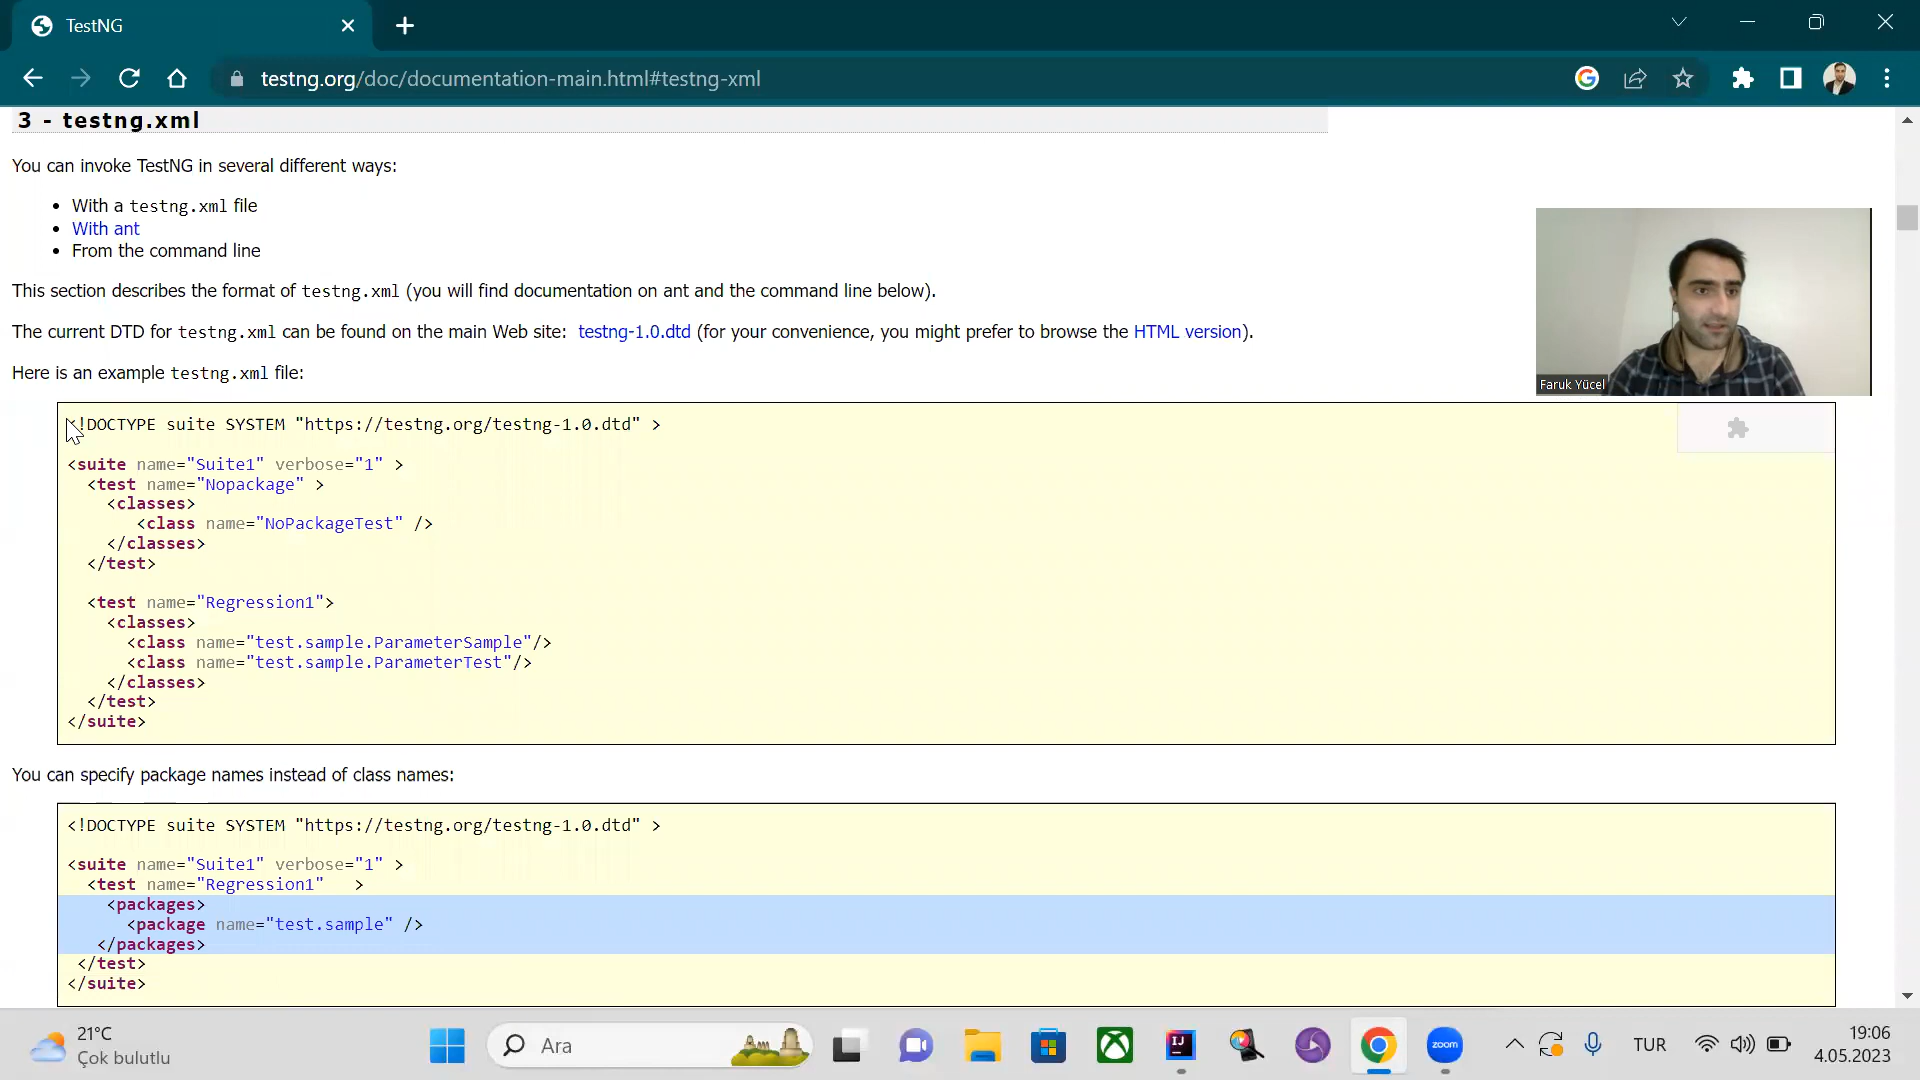 TestNG
testng.org/doc/documentation-main.html#testng-xml
3 - testng.xml
You can invoke TestNG in several different ways:
• With a testng.xml file
• With ant
• From the command line
This section describes the format of testng.xml (you will find documentation on ant and the command line below).
The current DTD for testng.xml can be found on the main Web site: testng-1.0.dtd (for your convenience, you might prefer to browse the HTML version).
Here is an example testng.xml file:
Faruk Yücel
<!DOCTYPE suite SYSTEM "https://testng.org/testng-1.0.dtd" >
<suite name="Suite1" verbose="1" >
<test name="Nopackage" >
<classes>
<class name="NoPackageTest" />
</classes>
</test>
<test name="Regression1">
<classes>
<class name="test.sample.ParameterSample"/>
<class name="test.sample.ParameterTest"/>
</classes>
</test>
</suite>
You can specify package names instead of class names:
<!DOCTYPE suite SYSTEM "https://testng.org/testng-1.0.dtd" >
<suite name="Suite1" verbose="1" >
<test name="Regression1" >
<packages>
<package name="test.sample" />
</packages>
</test>
</suite>
21°C
Çok bulutlu
Ara
IJ
zoom
TUR
19:06
4.05.2023